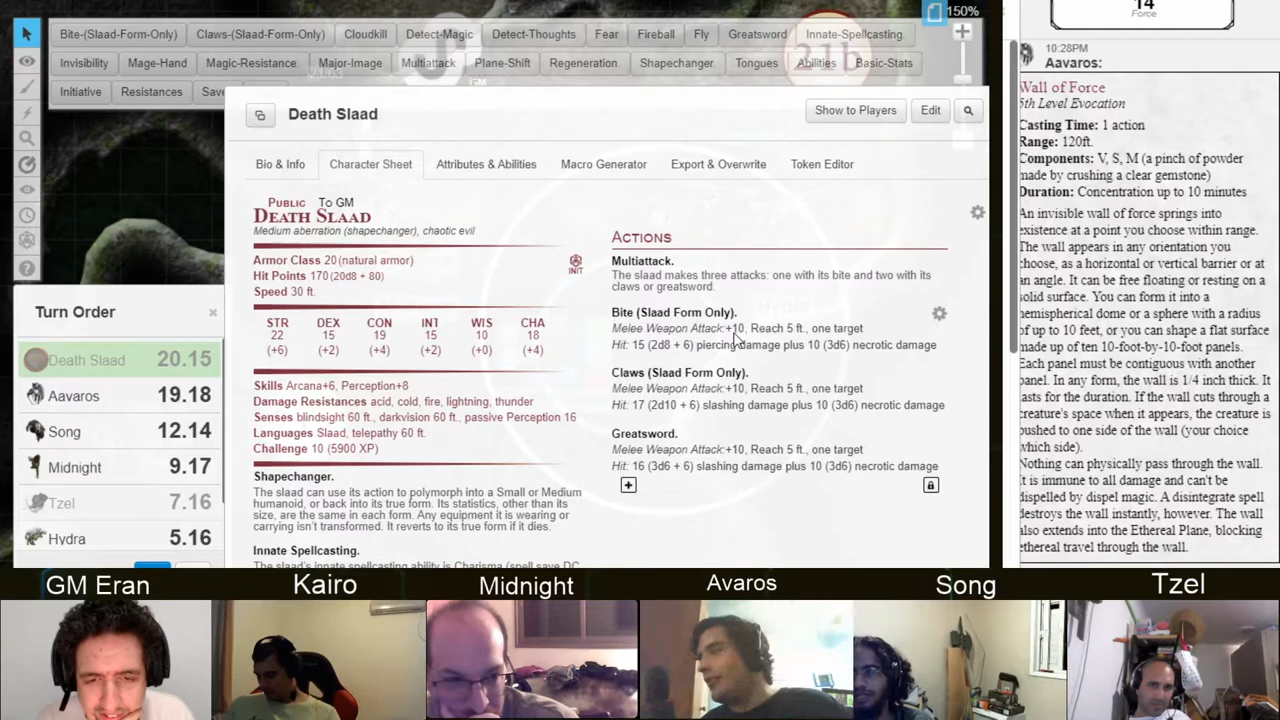 150%
Bite-(Slaad-Form-Only) Claws-(Slaad-Form-Only) Cloudkill Detect-Magic Detect-Thoughts Fear Fireball Fly Greatsword Innate-Spellcasting.
Invisibility Mage-Hand Magic-Resistance. Major-Image Multiattack Plane-Shift Regeneration. Shapechanger. Tongues Abilities Basic-Stats
Initiative Resistances Save
21b
GM
Death Slaad
Show to Players Edit
Bio & Info Character Sheet Attributes & Abilities Macro Generator Export & Overwrite Token Editor
PUBLIC To GM
DEATH SLAAD
Medium aberration (shapechanger), chaotic evil
Armor Class 20 (natural armor)
Hit Points 170 (20d8 + 80)
Speed 30 ft.
INIT
STR DEX CON INT WIS CHA
22 15 19 15 10 18
(+6) (+2) (+4) (+2) (+0) (+4)
Skills Arcana+6, Perception+8
Damage Resistances acid, cold, fire, lightning, thunder
Senses blindsight 60 ft., darkvision 60 ft., passive Perception 16
Languages Slaad, telepathy 60 ft.
Challenge 10 (5900 XP)
Shapechanger.
The slaad can use its action to polymorph into a Small or Medium
humanoid, or back into its true form. Its statistics, other than its
size, are the same in each form. Any equipment it is wearing or
carrying isn't transformed. It reverts to its true form if it dies.
Innate Spellcasting.
The slaad's innate spellcasting ability is Charisma (spell save DC
ACTIONS
Multiattack.
The slaad makes three attacks: one with its bite and two with its
claws or greatsword.
Bite (Slaad Form Only).
Melee Weapon Attack:+10, Reach 5 ft., one target
Hit: 15 (2d8 + 6) piercing damage plus 10 (3d6) necrotic damage
Claws (Slaad Form Only).
Melee Weapon Attack:+10, Reach 5 ft., one target
Hit: 17 (2d10 + 6) slashing damage plus 10 (3d6) necrotic damage
Greatsword.
Melee Weapon Attack:+10, Reach 5 ft., one target
Hit: 16 (3d6 + 6) slashing damage plus 10 (3d6) necrotic damage
Turn Order
Death Slaad 20.15
Aavaros 19.18
Song 12.14
Midnight 9.17
Tzel 7.16
Hydra 5.16
14
Force
10:28PM
Aavaros:
Wall of Force
5th Level Evocation
Casting Time: 1 action
Range: 120ft.
Components: V, S, M (a pinch of powder
made by crushing a clear gemstone)
Duration: Concentration up to 10 minutes
An invisible wall of force springs into
existence at a point you choose within range.
The wall appears in any orientation you
choose, as a horizontal or vertical barrier or at
an angle. It can be free floating or resting on a
solid surface. You can form it into a
hemispherical dome or a sphere with a radius
of up to 10 feet, or you can shape a flat surface
made up of ten 10-foot-by-10-foot panels.
Each panel must be contiguous with another
panel. In any form, the wall is 1/4 inch thick. It
lasts for the duration. If the wall cuts through a
creature's space when it appears, the creature is
pushed to one side of the wall (your choice
which side).
Nothing can physically pass through the wall.
It is immune to all damage and can't be
dispelled by dispel magic. A disintegrate spell
destroys the wall instantly, however. The wall
also extends into the Ethereal Plane, blocking
ethereal travel through the wall.
GM Eran Kairo Midnight Avaros Song Tzel